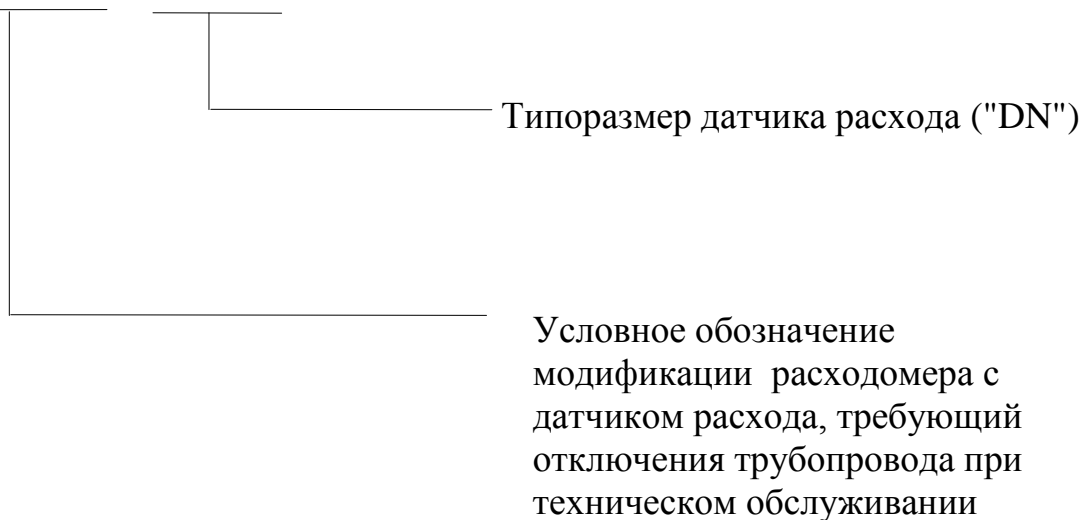 Типоразмер датчика расхода ("DN")
Условное обозначение
модификации расходомера с
датчиком расхода, требующий
отключения трубопровода при
техническом обслуживании